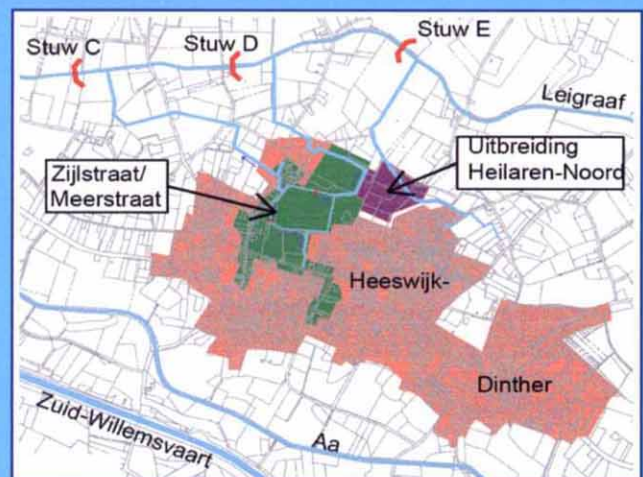 Stuw C
Stuw D
Stuw E
Leigraaf
Uitbreiding
Heilaren-Noord
Zijlstraat/
Meerstraat
Heeswijk-
Dinther
Zuid-Willemsvaart
Aa